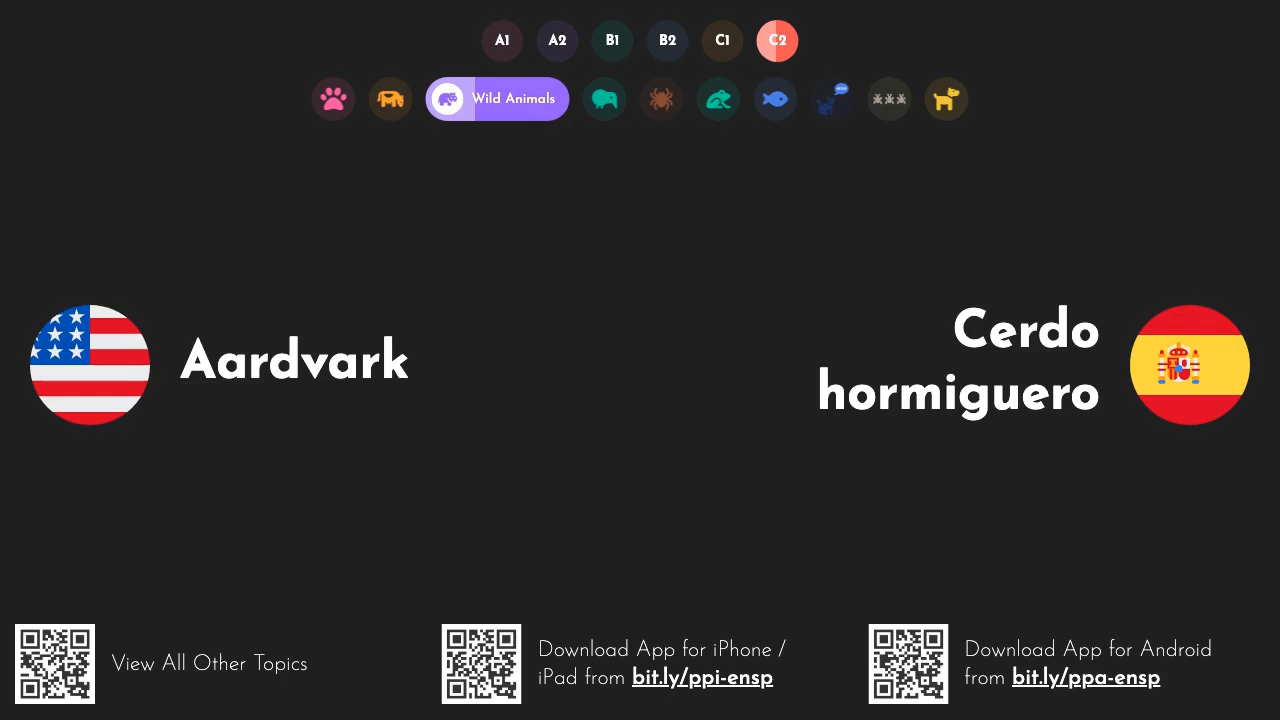 A1 A2 B1 B2 C1 C2
Wild Animals
Aardvark
Cerdo
hormiguero
View All Other Topics
Download App for iPhone /
iPad from bit.ly/ppi-ensp
Download App for Android
from bit.ly/ppa-ensp